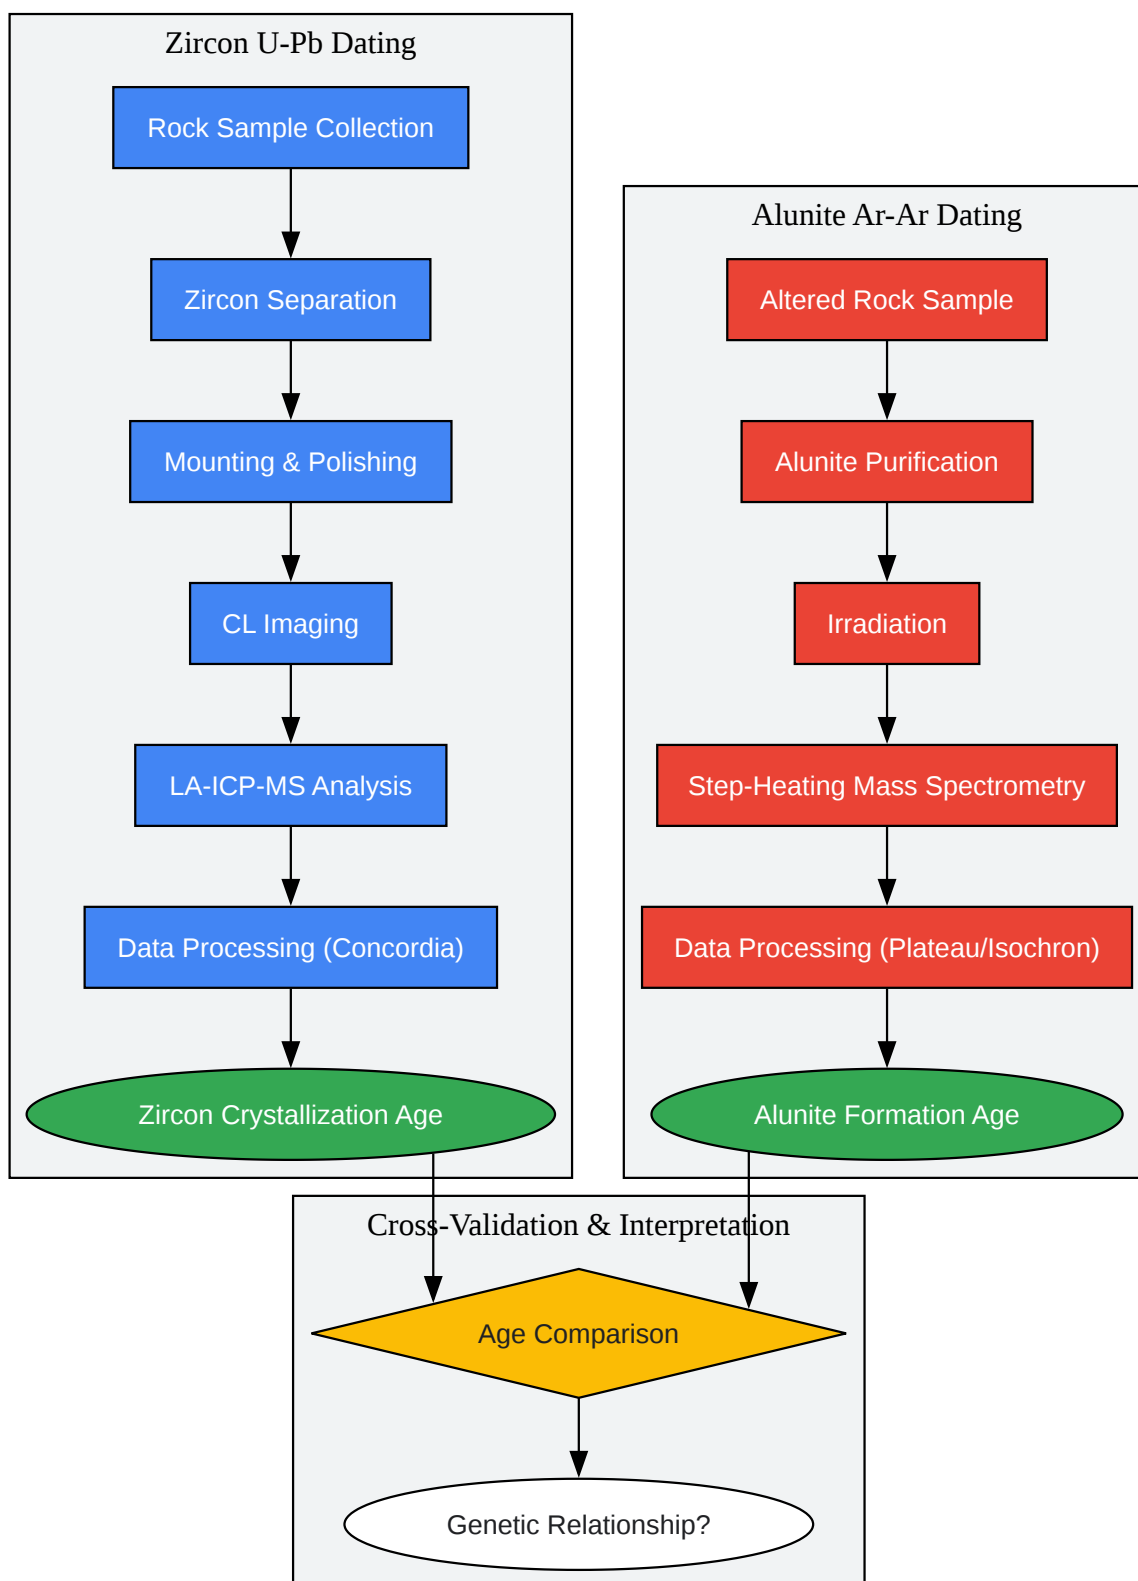 Zircon U-Pb Dating
Rock Sample Collection
Zircon Separation
Mounting & Polishing
CL Imaging
LA-ICP-MS Analysis
Data Processing (Concordia)
Zircon Crystallization Age
Alunite Ar-Ar Dating
Altered Rock Sample
Alunite Purification
Irradiation
Step-Heating Mass Spectrometry
Data Processing (Plateau/Isochron)
Alunite Formation Age
Cross-Validation & Interpretation
Age Comparison
Genetic Relationship?